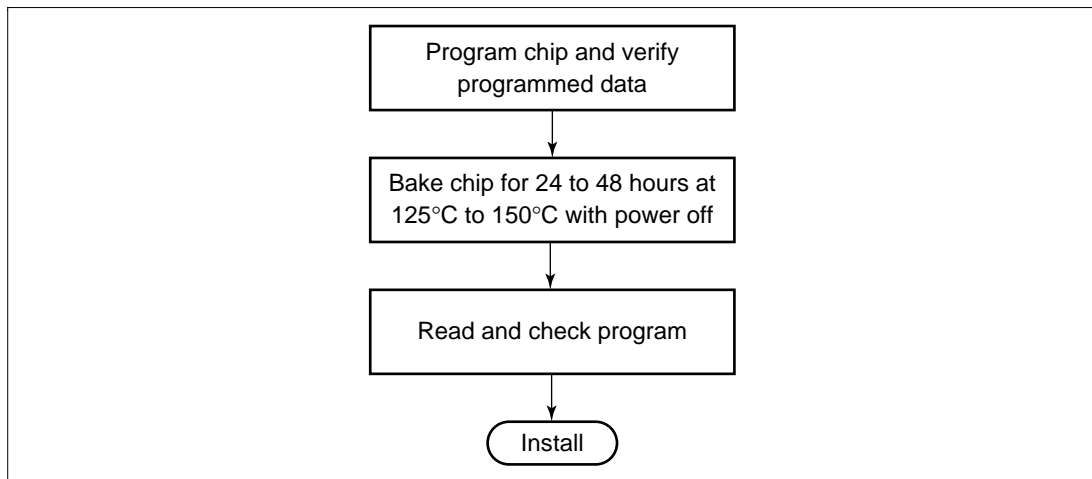 Program chip and verify
programmed data
Bake chip for 24 to 48 hours at
125°C to 150°C with power off
Read and check program
Install